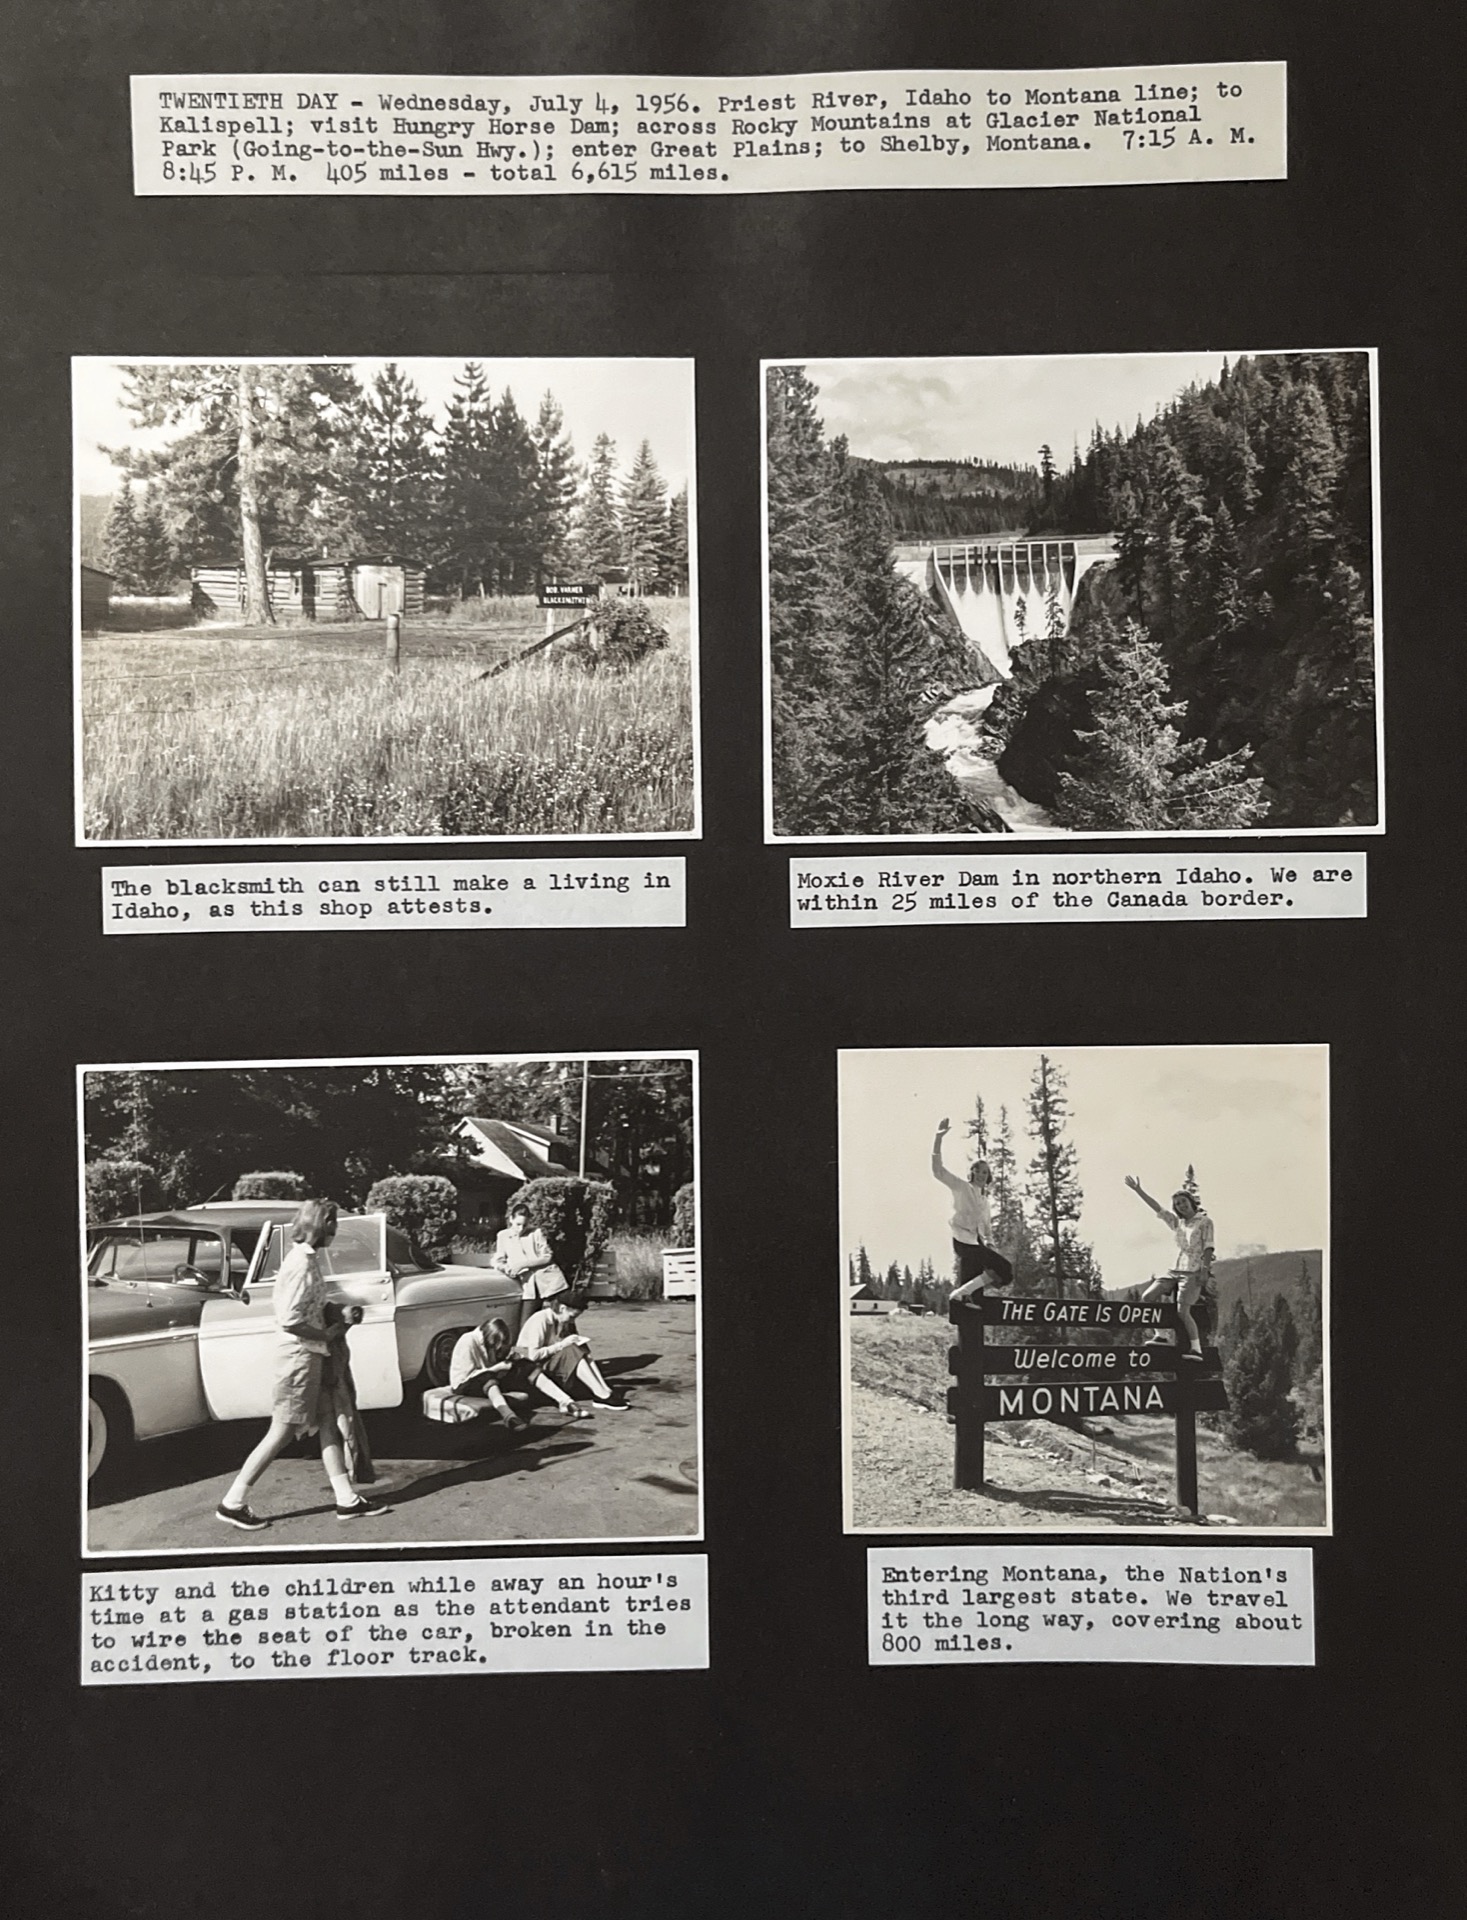 TWENTIETH DAY - Wednesday, July 4, 1956. Priest River, Idaho to Montana line; to
Kalispell; visit Hungry Horse Dam; across Rocky Mountains at Glacier National
Park (Going-to-the-Sun Hwy.); enter Great Plains; to Shelby, Montana. 7:15 A. M.
8:45 P. M. 405 miles - total 6,615 miles.
BOB. VARNER
BLACKSMITHING
The blacksmith can still make a living in
Idaho, as this shop attests.
Moxie River Dam in northern Idaho. We are
within 25 miles of the Canada border.
THE GATE IS OPEN
Welcome to
MONTANA
Kitty and the children while away an hour's
time at a gas station as the attendant tries
to wire the seat of the car, broken in the
accident, to the floor track.
Entering Montana, the Nation's
third largest state. We travel
it the long way, covering about
800 miles.